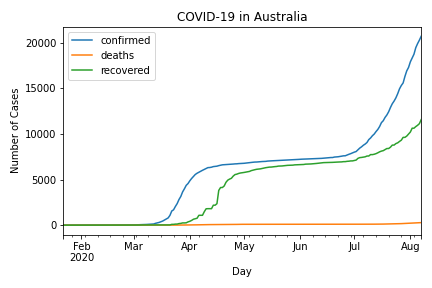 COVID-19 in Australia
confirmed
deaths
recovered
Number of Cases
20000
15000
10000
5000
0
Feb
2020
Mar
Apr
May
Jun
Jul
Aug
Day